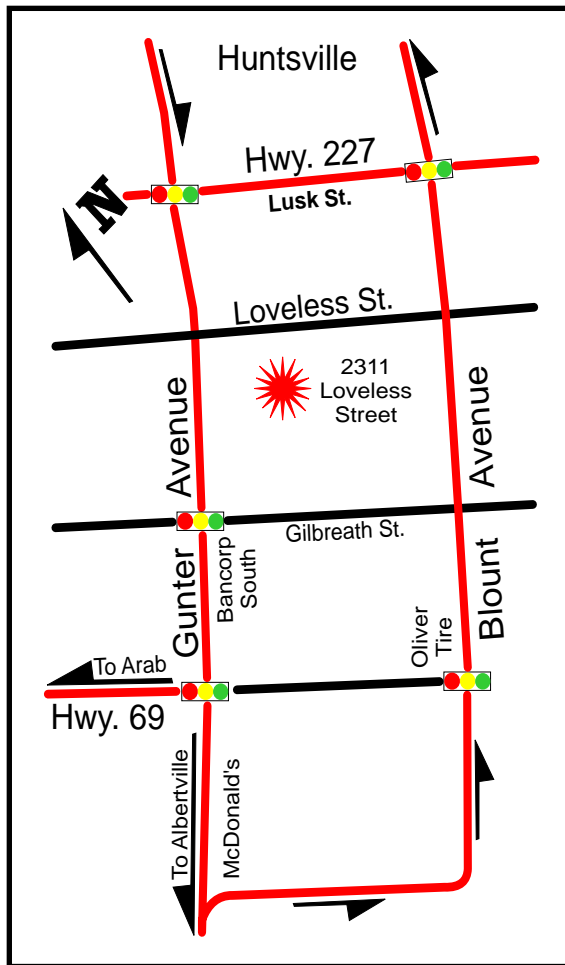 Huntsville
Hwy. 227
Lusk St.
N
Loveless St.
2311
Loveless
Street
Avenue
Avenue
Gilbreath St.
Gunter
Bancorp
South
Blount
Oliver
Tire
To Arab
Hwy. 69
To Albertville
McDonald's